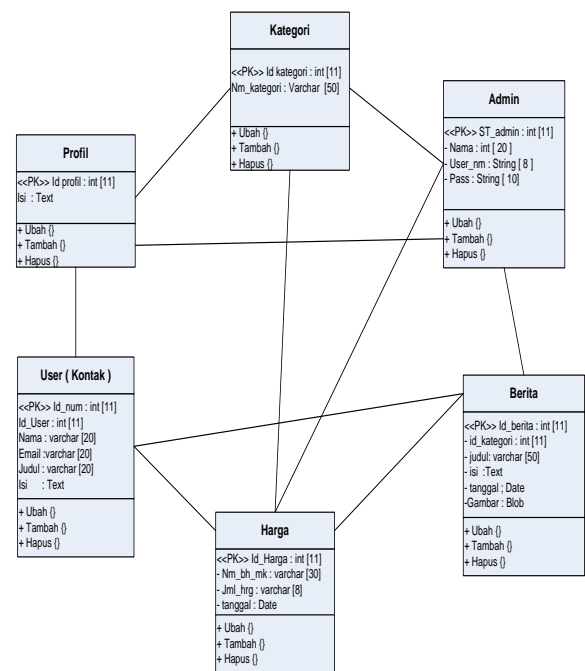 Kategori
<<PK>> Id kategori : int [11]
Nm_kategori : Varchar [50]
+ Ubah {}
+ Tambah {}
+ Hapus {}
Admin
<<PK>> ST_admin : int [11]
- Nama : int [ 20 ]
- User_nm : String [ 8 ]
- Pass : String [ 10]
+ Ubah {}
+ Tambah {}
+ Hapus {}
Profil
<<PK>> Id profil : int [11]
Isi : Text
+ Ubah {}
+ Tambah {}
+ Hapus {}
User ( Kontak )
<<PK>> Id_num : int [11]
Id_User : int [11]
Nama : varchar [20]
Email :varchar [20]
Judul : varchar [20]
Isi : Text
+ Ubah {}
+ Tambah {}
+ Hapus {}
Berita
<<PK>> Id_berita : int [11]
- id_kategori : int [11]
- judul: varchar [50]
- isi :Text
- tanggal ; Date
-Gambar : Blob
+ Ubah {}
+ Tambah {}
+ Hapus {}
Harga
<<PK>> Id_Harga : int [11]
- Nm_bh_mk : varchar [30]
- Jml_hrg : varchar [8]
- tanggal : Date
+ Ubah {}
+ Tambah {}
+ Hapus {}